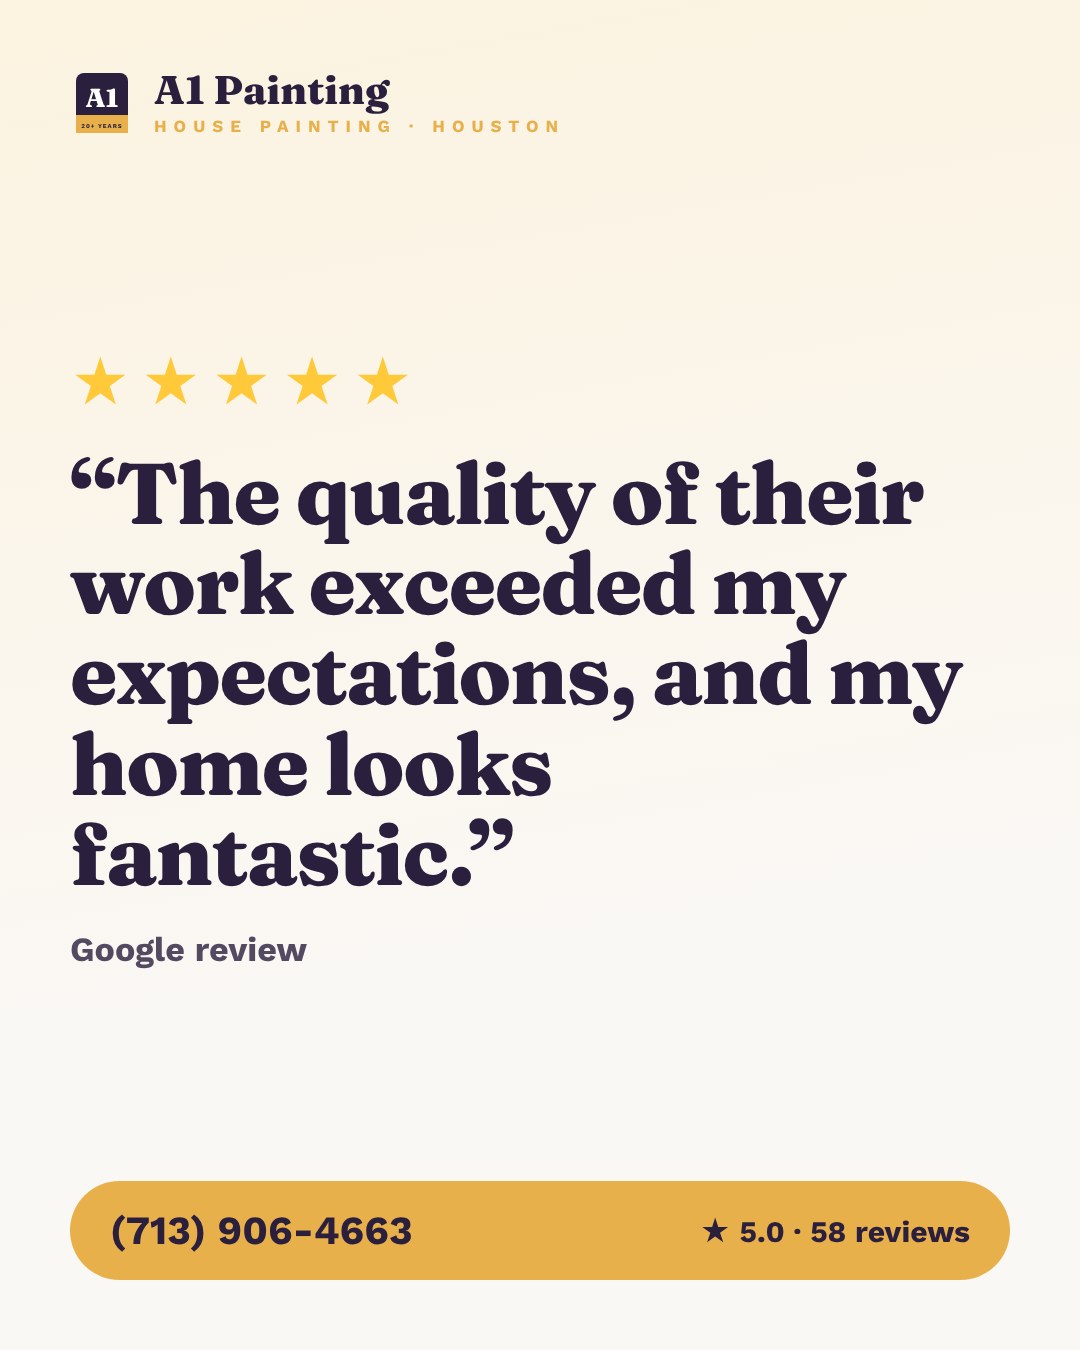 A1
20+ YEARS
A1 Painting
HOUSE PAINTING · HOUSTON
★ ★ ★ ★ ★
“The quality of their
work exceeded my
expectations, and my
home looks
fantastic.”
Google review
(713) 906-4663
★ 5.0 · 58 reviews